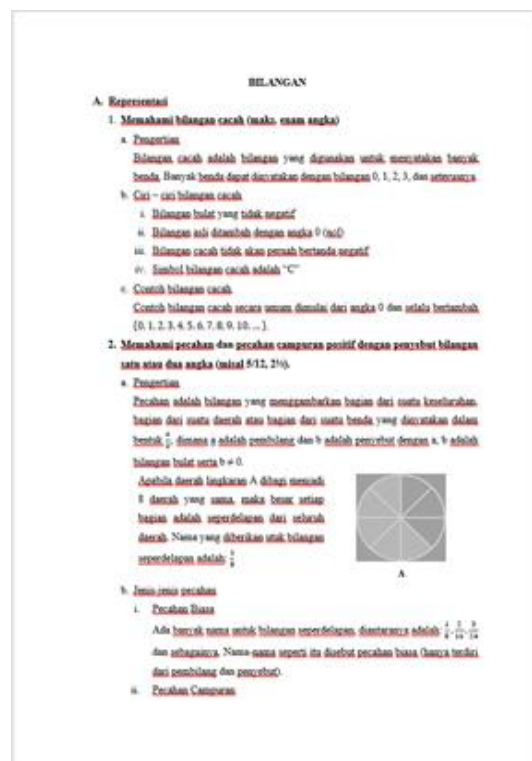 BILANGAN
A. Representasi
1. Memahami bilangan cacah (maks. enam angka)
a. Pengertian
Bilangan cacah adalah bilangan yang digunakan untuk menyatakan banyak
benda. Banyak benda dapat dinyatakan dengan bilangan 0, 1, 2, 3, dan seterusnya.
b. Ciri – ciri bilangan cacah
i. Bilangan bulat yang tidak negatif
ii. Bilangan asli ditambah dengan angka 0 (nol)
iii. Bilangan cacah tidak akan pernah bertanda negatif
iv. Simbol bilangan cacah adalah "C"
c. Contoh bilangan cacah
Contoh bilangan cacah secara umum dimulai dari angka 0 dan selalu bertambah
{0, 1, 2, 3, 4, 5, 6, 7, 8, 9, 10, ...}.
2. Memahami pecahan dan pecahan campuran positif dengan penyebut bilangan
satu atau dua angka (misal 5/12, 2½).
a. Pengertian
Pecahan adalah bilangan yang menggambarkan bagian dari suatu keseluruhan,
bagian dari suatu daerah atau bagian dari suatu benda yang dinyatakan dalam
bentuk a/b, dimana a adalah pembilang dan b adalah penyebut dengan a, b adalah
bilangan bulat serta b ≠ 0.
Apabila daerah lingkaran A dibagi menjadi
8 daerah yang sama, maka besar setiap
bagian adalah seperdelapan dari seluruh
daerah. Nama yang diberikan utuk bilangan
seperdelapan adalah: 1/8
A
b. Jenis-jenis pecahan
i. Pecahan Biasa
Ada banyak nama untuk bilangan seperdelapan, diantaranya adalah:
dan sebagainya. Nama-nama seperti itu disebut pecahan biasa (hanya terdiri
dari pembilang dan penyebut).
ii. Pecahan Campuran